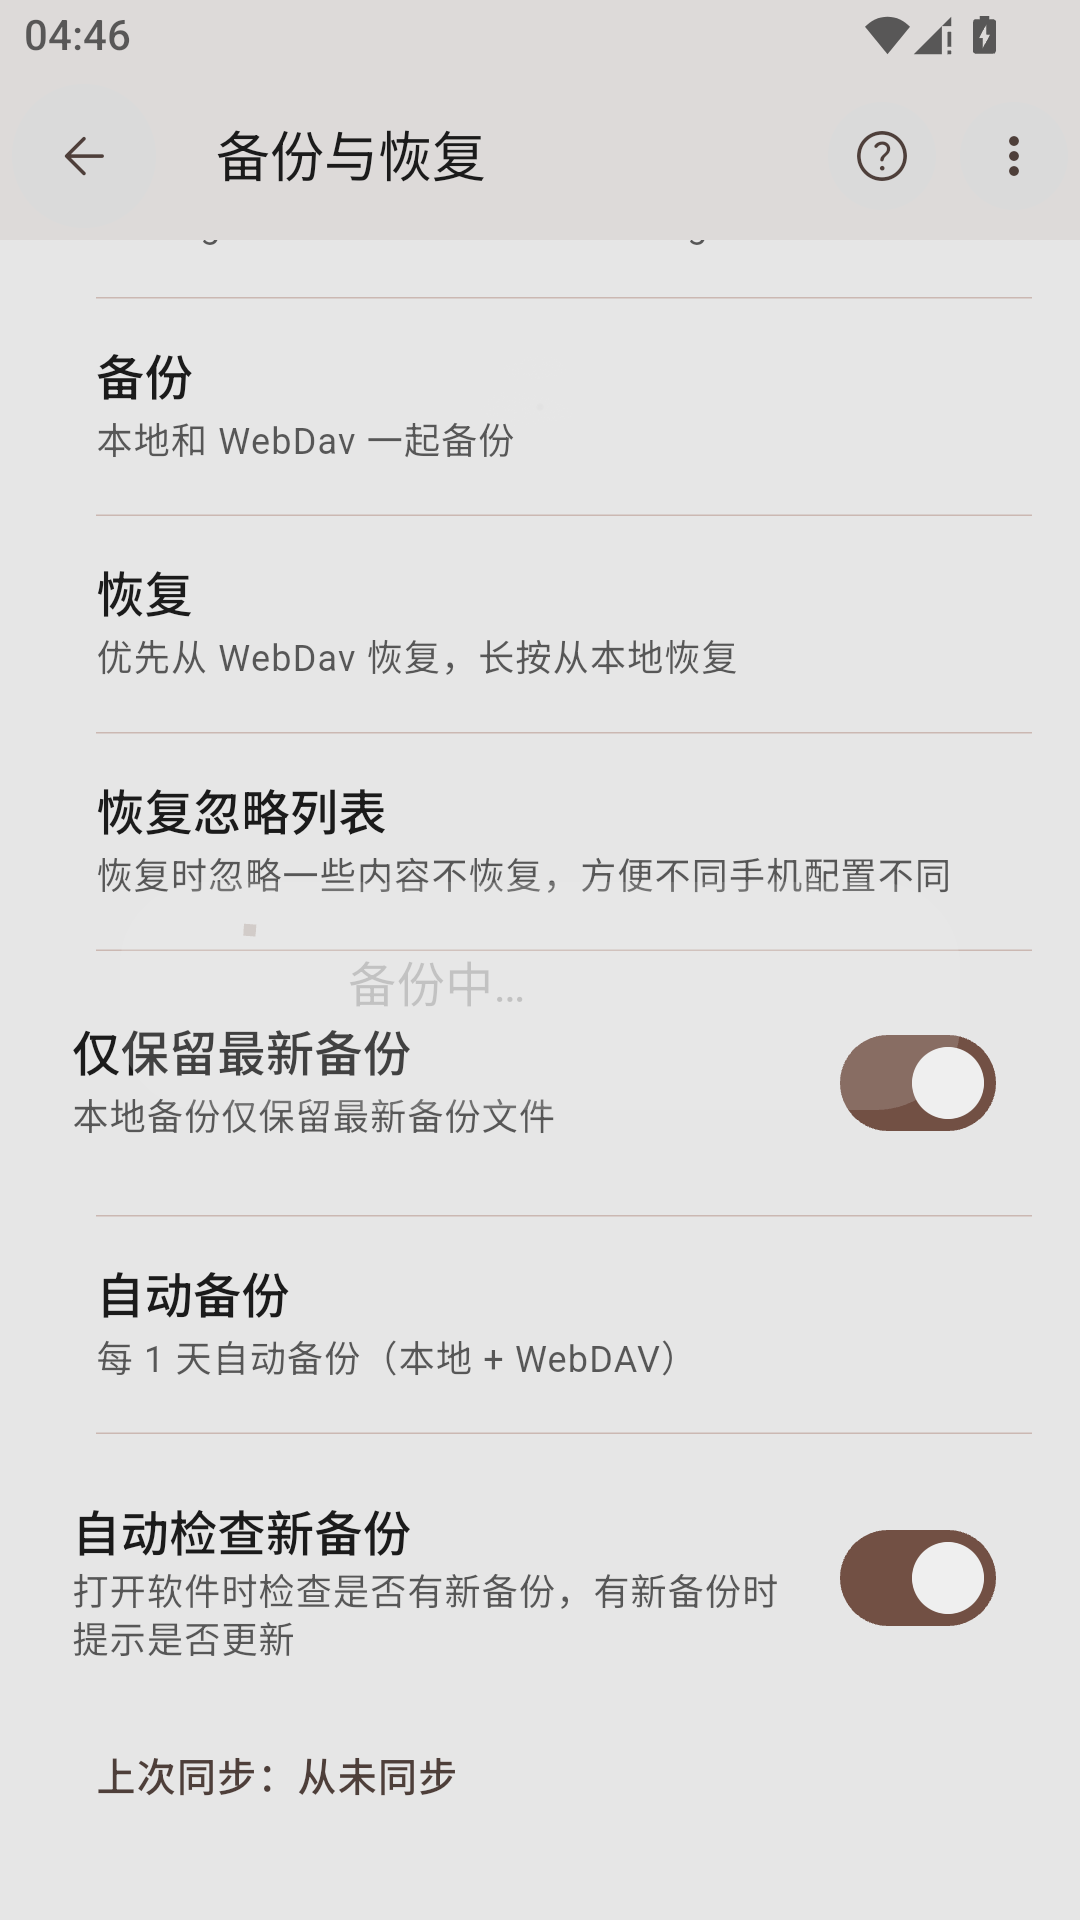 04:46
备份与恢复
备份
本地和 WebDav 一起备份
恢复
优先从 WebDav 恢复，长按从本地恢复
恢复忽略列表
恢复时忽略一些内容不恢复，方便不同手机配置不同
备份中…
仅保留最新备份
本地备份仅保留最新备份文件
自动备份
每 1 天自动备份（本地 + WebDAV）
自动检查新备份
打开软件时检查是否有新备份，有新备份时
提示是否更新
上次同步：从未同步